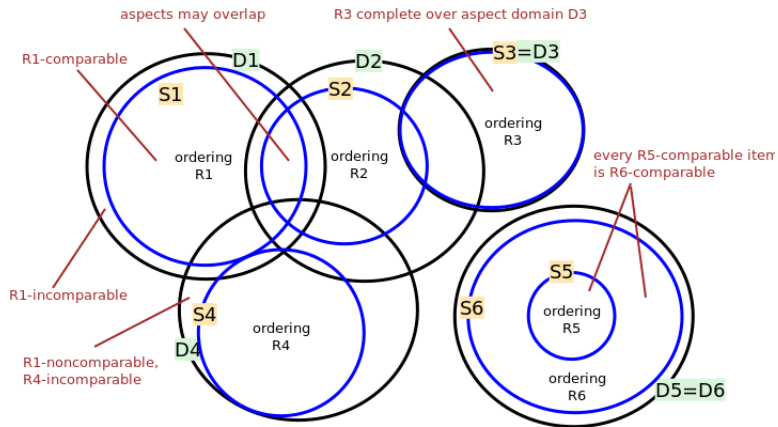 aspects may overlap
R3 complete over aspect domain D3
R1-comparable
D1
D2
S3=D3
S1
S2
ordering
R1
ordering
R2
ordering
R3
every R5-comparable item
is R6-comparable
R1-incomparable
S4
D4
ordering
R4
R1-noncomparable,
R4-incomparable
S5
S6
ordering
R5
ordering
R6
D5=D6